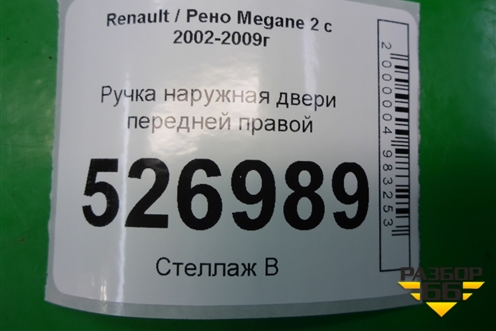 Renault / Рено Megane 2 с
2002-2009г
Ручка наружная двери
передней правой
526989
Стеллаж В
2000004983253
РАЗБОР
66